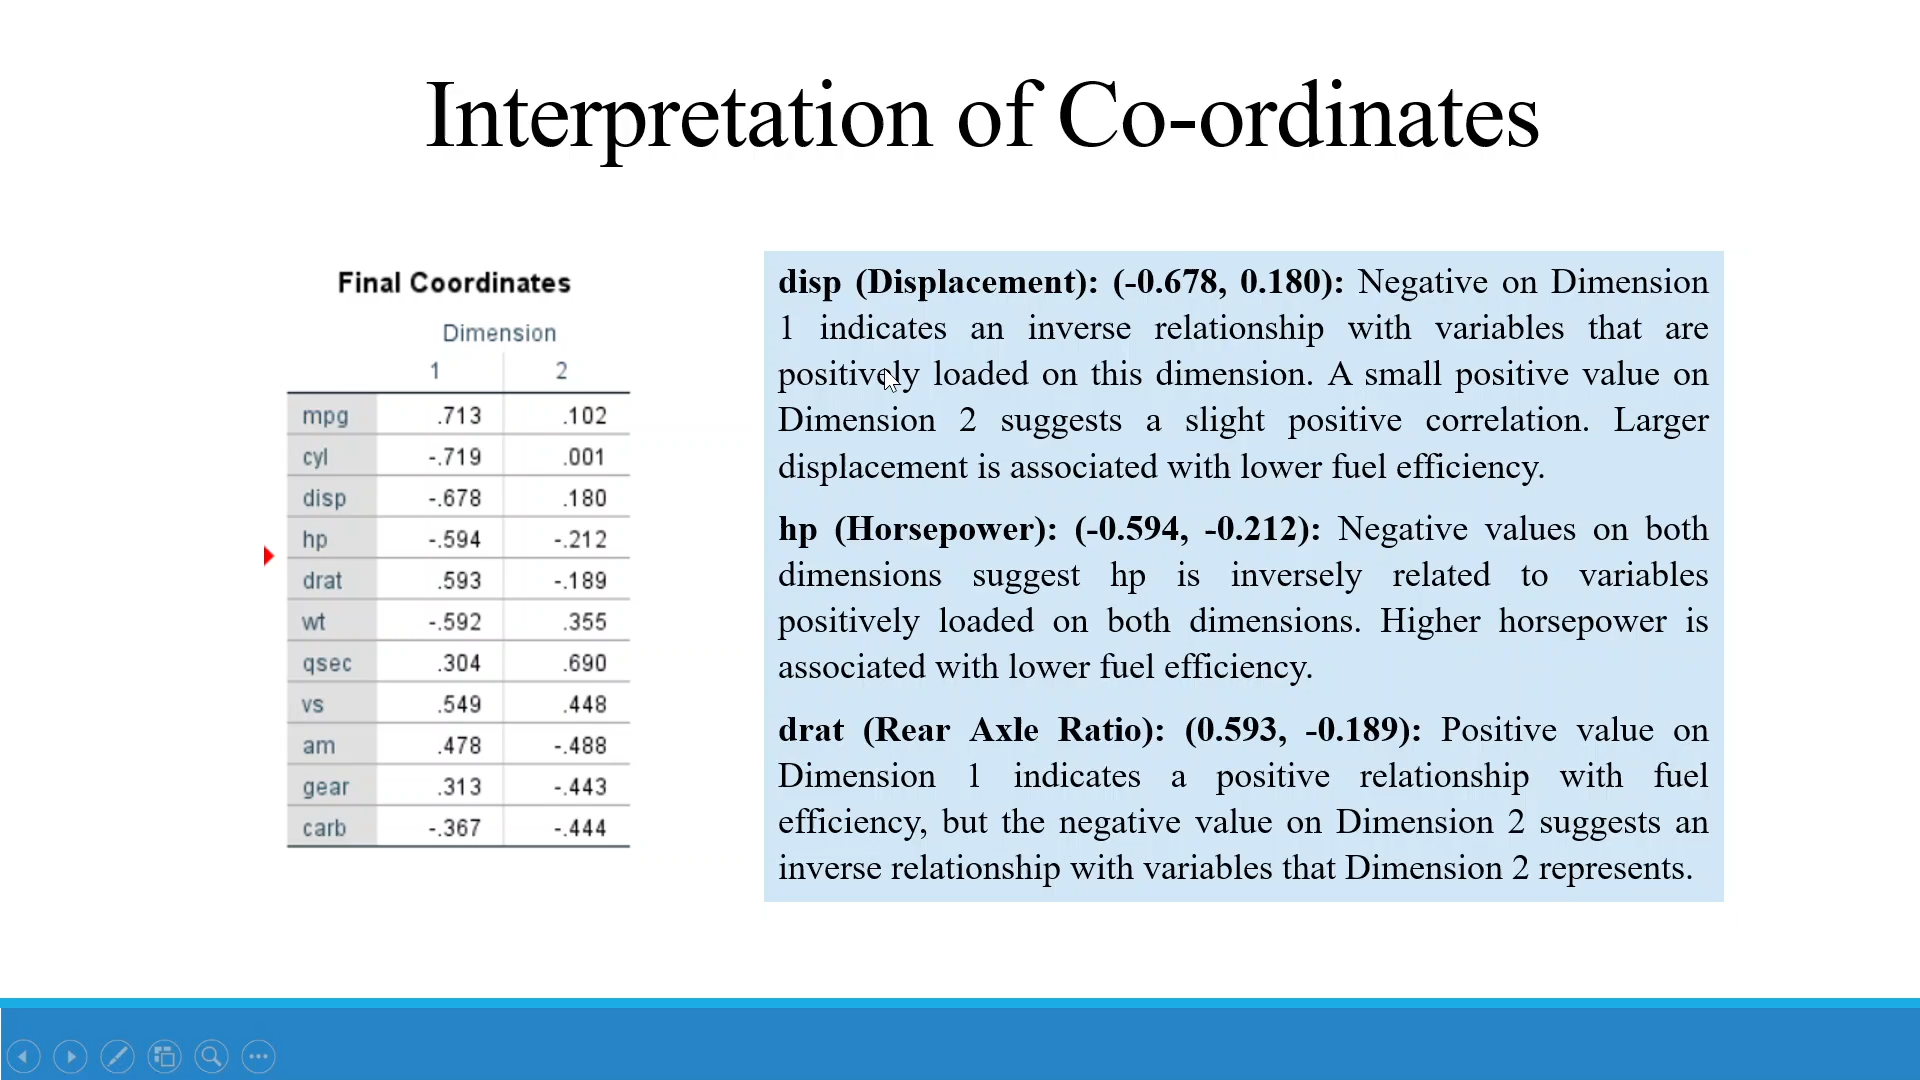 Interpretation of Co-ordinates
Final Coordinates
Dimension
1 2
mpg .713 .102
cyl -.719 .001
disp -.678 .180
hp -.594 -.212
drat .593 -.189
wt -.592 .355
qsec .304 .690
vs .549 .448
am .478 -.488
gear .313 -.443
carb -.367 -.444
disp (Displacement): (-0.678, 0.180): Negative on Dimension
1 indicates an inverse relationship with variables that are
positively loaded on this dimension. A small positive value on
Dimension 2 suggests a slight positive correlation. Larger
displacement is associated with lower fuel efficiency.
hp (Horsepower): (-0.594, -0.212): Negative values on both
dimensions suggest hp is inversely related to variables
positively loaded on both dimensions. Higher horsepower is
associated with lower fuel efficiency.
drat (Rear Axle Ratio): (0.593, -0.189): Positive value on
Dimension 1 indicates a positive relationship with fuel
efficiency, but the negative value on Dimension 2 suggests an
inverse relationship with variables that Dimension 2 represents.